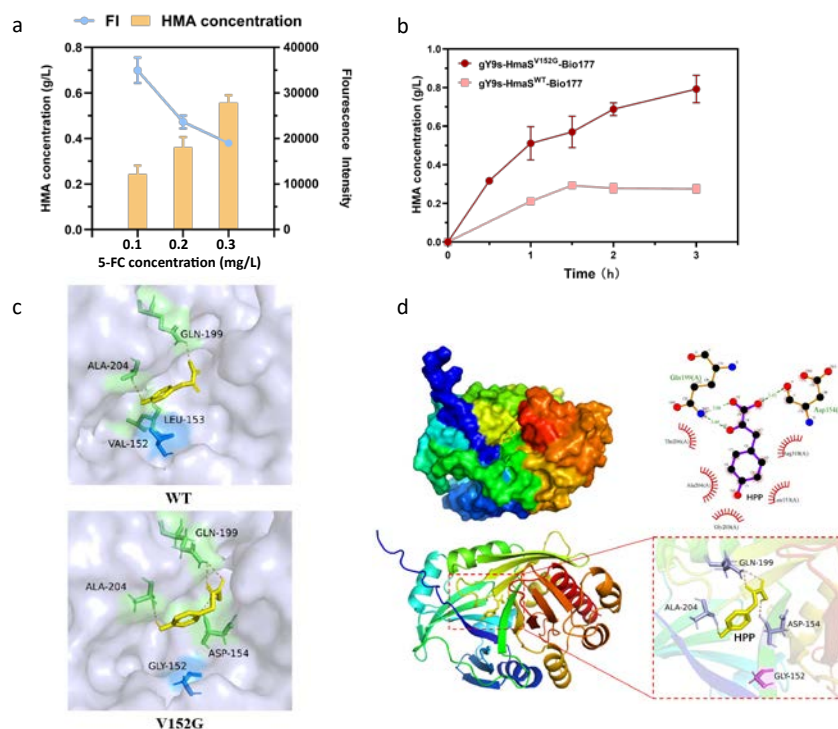 a
FI
HMA concentration
HMA concentration (g/L)
0.8
0.6
0.4
0.2
0.0
40000
30000
20000
10000
0
Flourescence Intensity
0.1
0.2
0.3
5-FC concentration (mg/L)
b
gY9s-HmaS^V152G-Bio177
gY9s-HmaS^WT-Bio177
HMA concentration (g/L)
1.0
0.8
0.6
0.4
0.2
0.0
0
1
2
3
Time (h)
c
GLN-199
ALA-204
LEU-153
VAL-152
WT
GLN-199
ALA-204
ASP-154
GLY-152
V152G
d
Gln199(A)
HPP
GLN-199
ALA-204
ASP-154
HPP
GLY-152